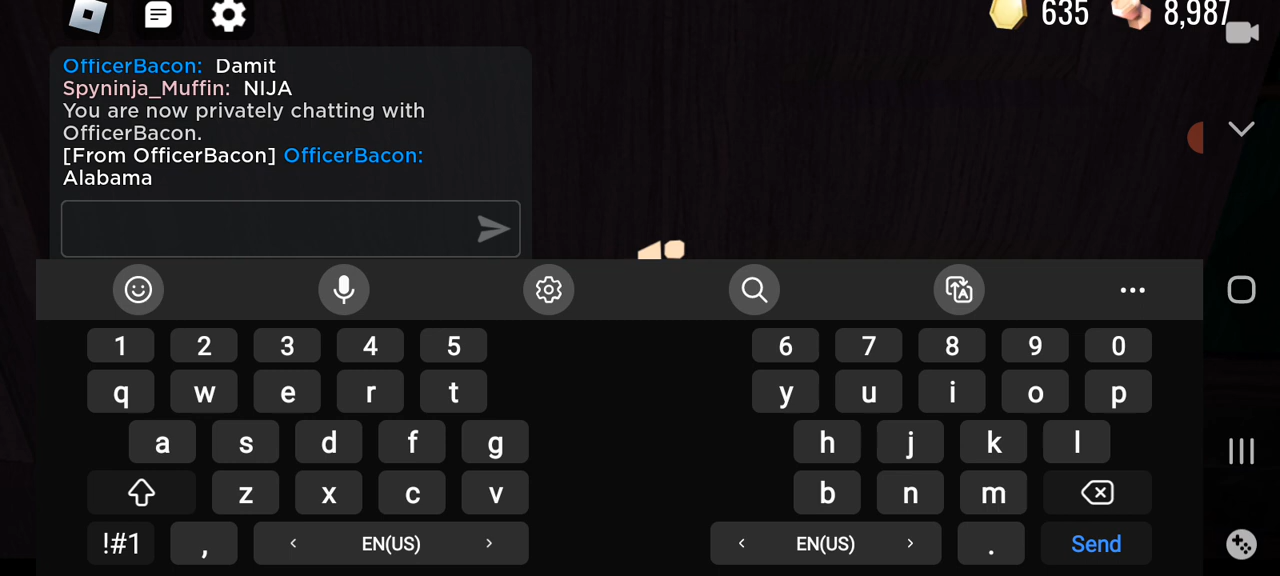 635 8,987
OfficerBacon: Damit
Spyninja_Muffin: NIJA
You are now privately chatting with
OfficerBacon.
[From OfficerBacon] OfficerBacon:
Alabama
1 2 3 4 5 6 7 8 9 0
q w e r t y u i o p
a s d f g h j k l
z x c v b n m
!#1 , < EN(US) > < EN(US) > . Send